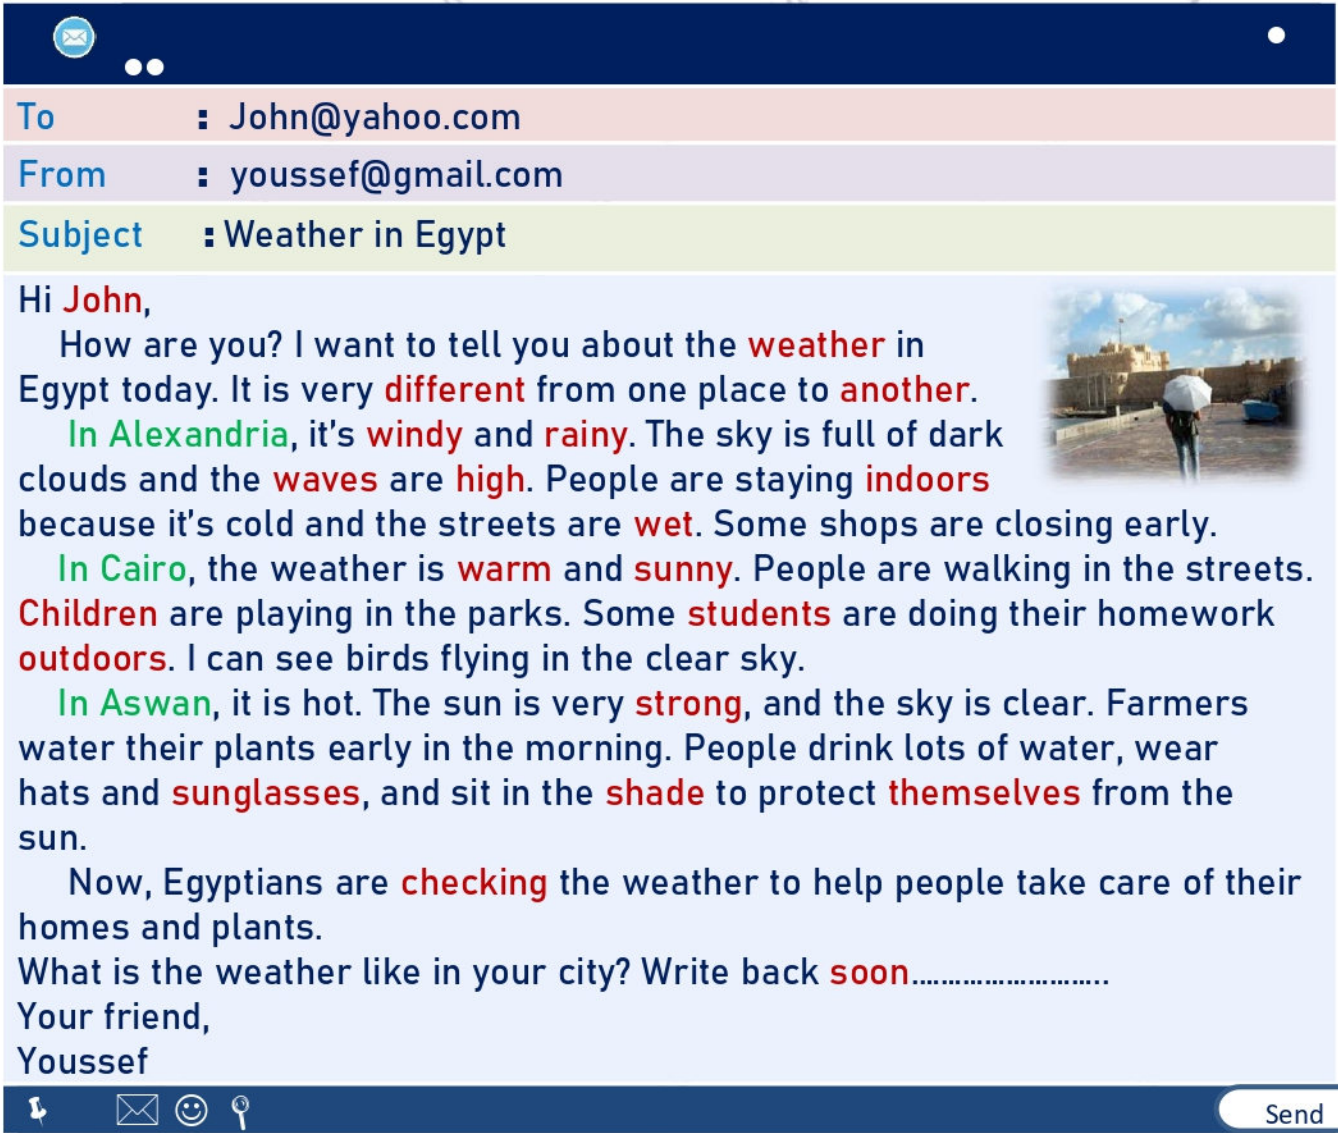 To : John@yahoo.com
From : youssef@gmail.com
Subject : Weather in Egypt
Hi John,
How are you? I want to tell you about the weather in
Egypt today. It is very different from one place to another.
In Alexandria, it's windy and rainy. The sky is full of dark
clouds and the waves are high. People are staying indoors
because it's cold and the streets are wet. Some shops are closing early.
In Cairo, the weather is warm and sunny. People are walking in the streets.
Children are playing in the parks. Some students are doing their homework
outdoors. I can see birds flying in the clear sky.
In Aswan, it is hot. The sun is very strong, and the sky is clear. Farmers
water their plants early in the morning. People drink lots of water, wear
hats and sunglasses, and sit in the shade to protect themselves from the
sun.
Now, Egyptians are checking the weather to help people take care of their
homes and plants.
What is the weather like in your city? Write back soon..........................
Your friend,
Youssef
Send